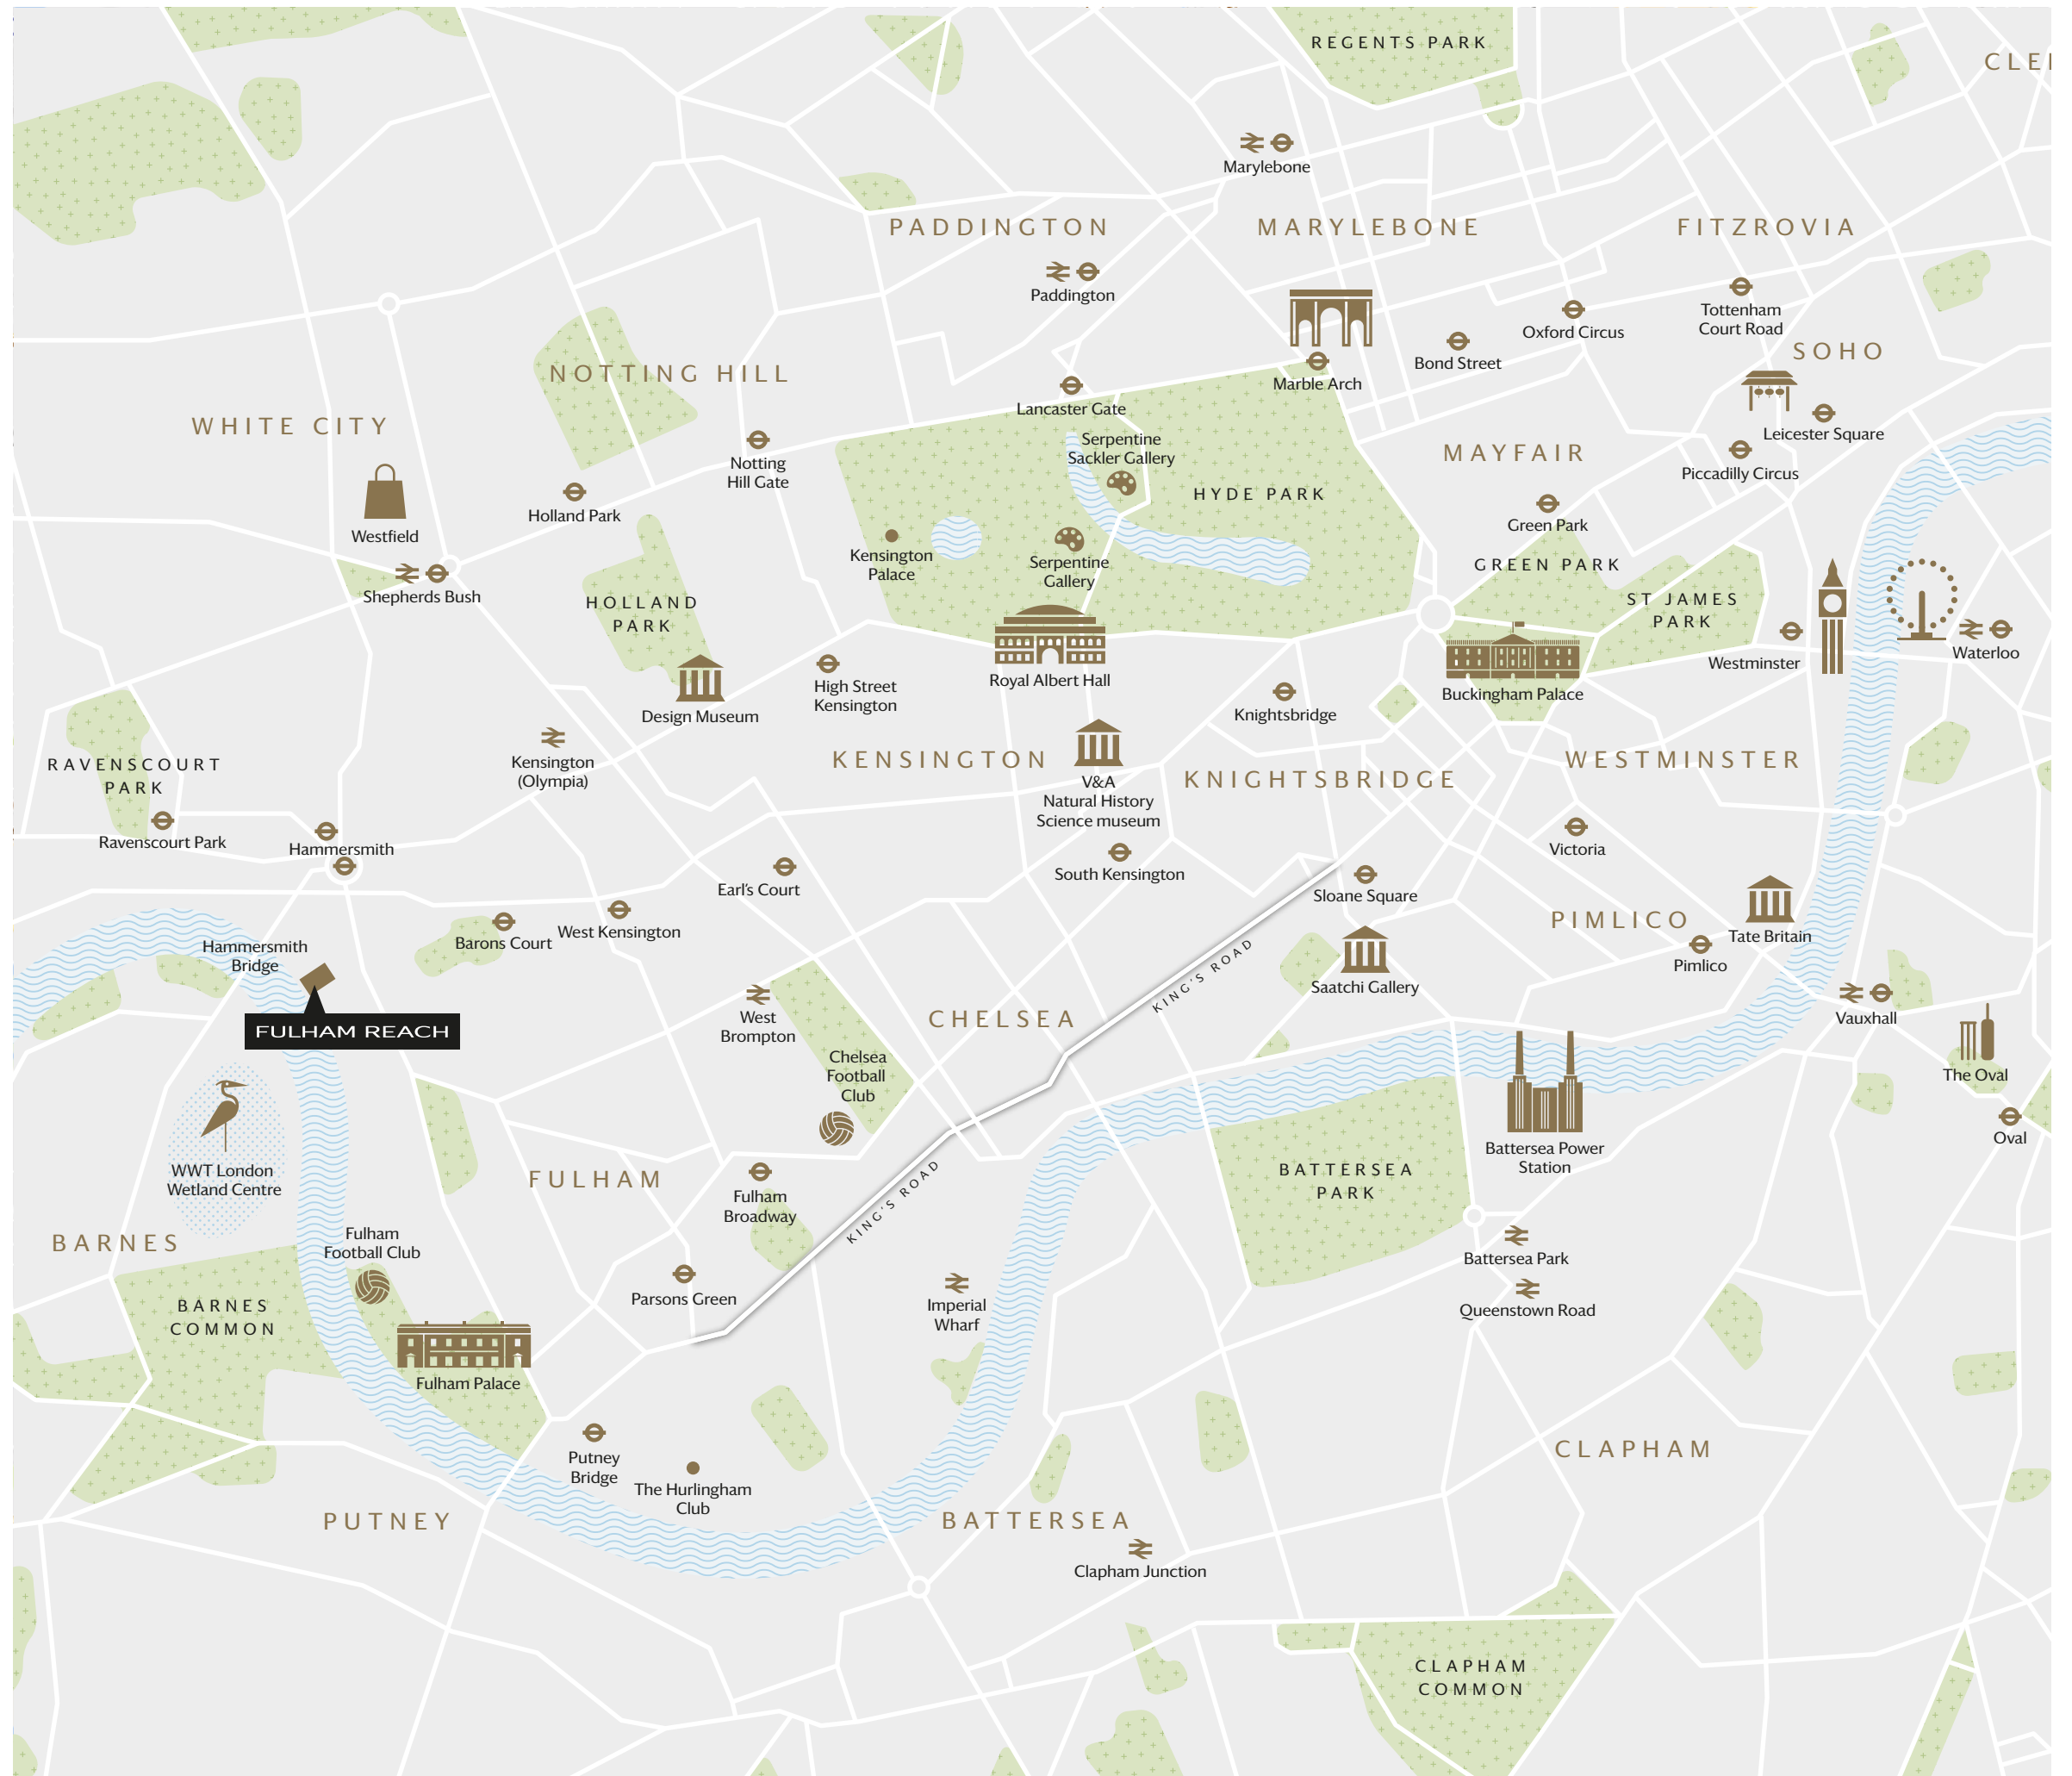 REGENTS PARK
CLE
Marylebone
PADDINGTON
MARYLEBONE
FITZROVIA
Paddington
Tottenham
Court Road
Oxford Circus
SOHO
Bond Street
NOTTING HILL
Marble Arch
Lancaster Gate
WHITE CITY
Leicester Square
Serpentine
Sackler Gallery
MAYFAIR
Notting
Hill Gate
Piccadilly Circus
HYDE PARK
Holland Park
Green Park
Westfield
Kensington
Palace
Serpentine
Gallery
GREEN PARK
Shepherds Bush
HOLLAND
PARK
ST JAMES
PARK
Westminster
Waterloo
Royal Albert Hall
High Street
Kensington
Buckingham Palace
Design Museum
Knightsbridge
RAVENSCOURT
PARK
Kensington
(Olympia)
KENSINGTON
V&A
Natural History
Science museum
KNIGHTSBRIDGE
WESTMINSTER
Ravenscourt Park
Hammersmith
Victoria
Earl's Court
South Kensington
Sloane Square
PIMLICO
Tate Britain
West Kensington
Barons Court
Hammersmith
Bridge
Pimlico
KING'S ROAD
Saatchi Gallery
FULHAM REACH
West
Brompton
CHELSEA
Vauxhall
Chelsea
Football
Club
The Oval
Oval
Battersea Power
Station
WWT London
Wetland Centre
FULHAM
BATTERSEA
PARK
Fulham
Broadway
KING'S ROAD
BARNES
Fulham
Football Club
Battersea Park
Parsons Green
Imperial
Wharf
Queenstown Road
BARNES
COMMON
Fulham Palace
Putney
Bridge
CLAPHAM
The Hurlingham
Club
PUTNEY
BATTERSEA
Clapham Junction
CLAPHAM
COMMON